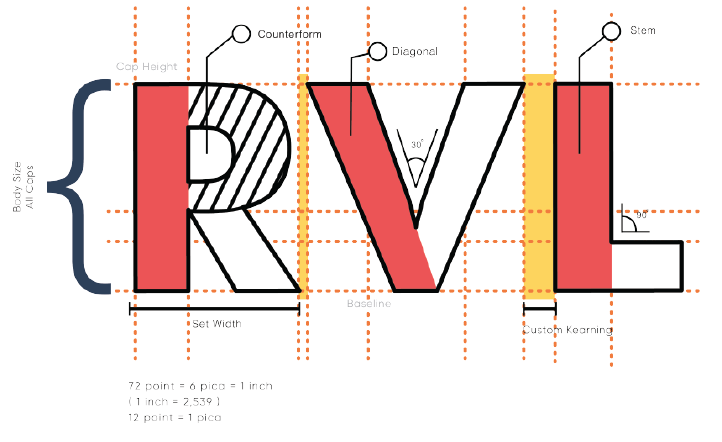 Counterform
Diagonal
Stem
Cap Height
Body Size
All Caps
RVL
30°
90°
Baseline
Set Width
Custom Kearning
72 point = 6 pica = 1 inch
( 1 inch = 2,539 )
12 point = 1 pica